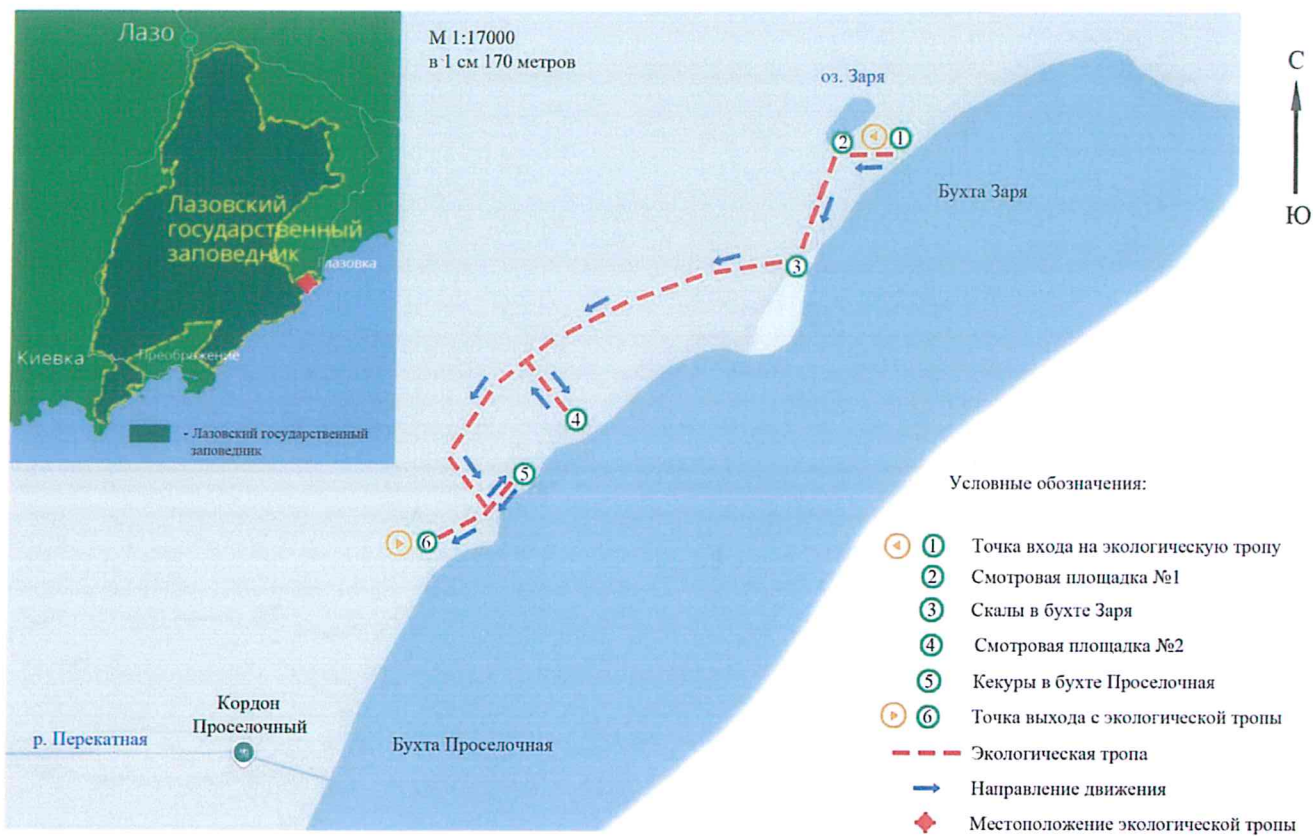 Лазо
Лазовский
государственный
заповедник
Киевка
Преображение
- Лазовский государственный
заповедник
М 1:17000
в 1 см 170 метров
оз. Заря
С
Ю
2
1
Бухта Заря
3
4
5
6
Кордон
Проселочный
р. Перекатная
Бухта Проселочная
Условные обозначения:
1 Точка входа на экологическую тропу
2 Смотровая площадка №1
3 Скалы в бухте Заря
4 Смотровая площадка №2
5 Кекуры в бухте Проселочная
6 Точка выхода с экологической тропы
Экологическая тропа
Направление движения
Местоположение экологической тропы